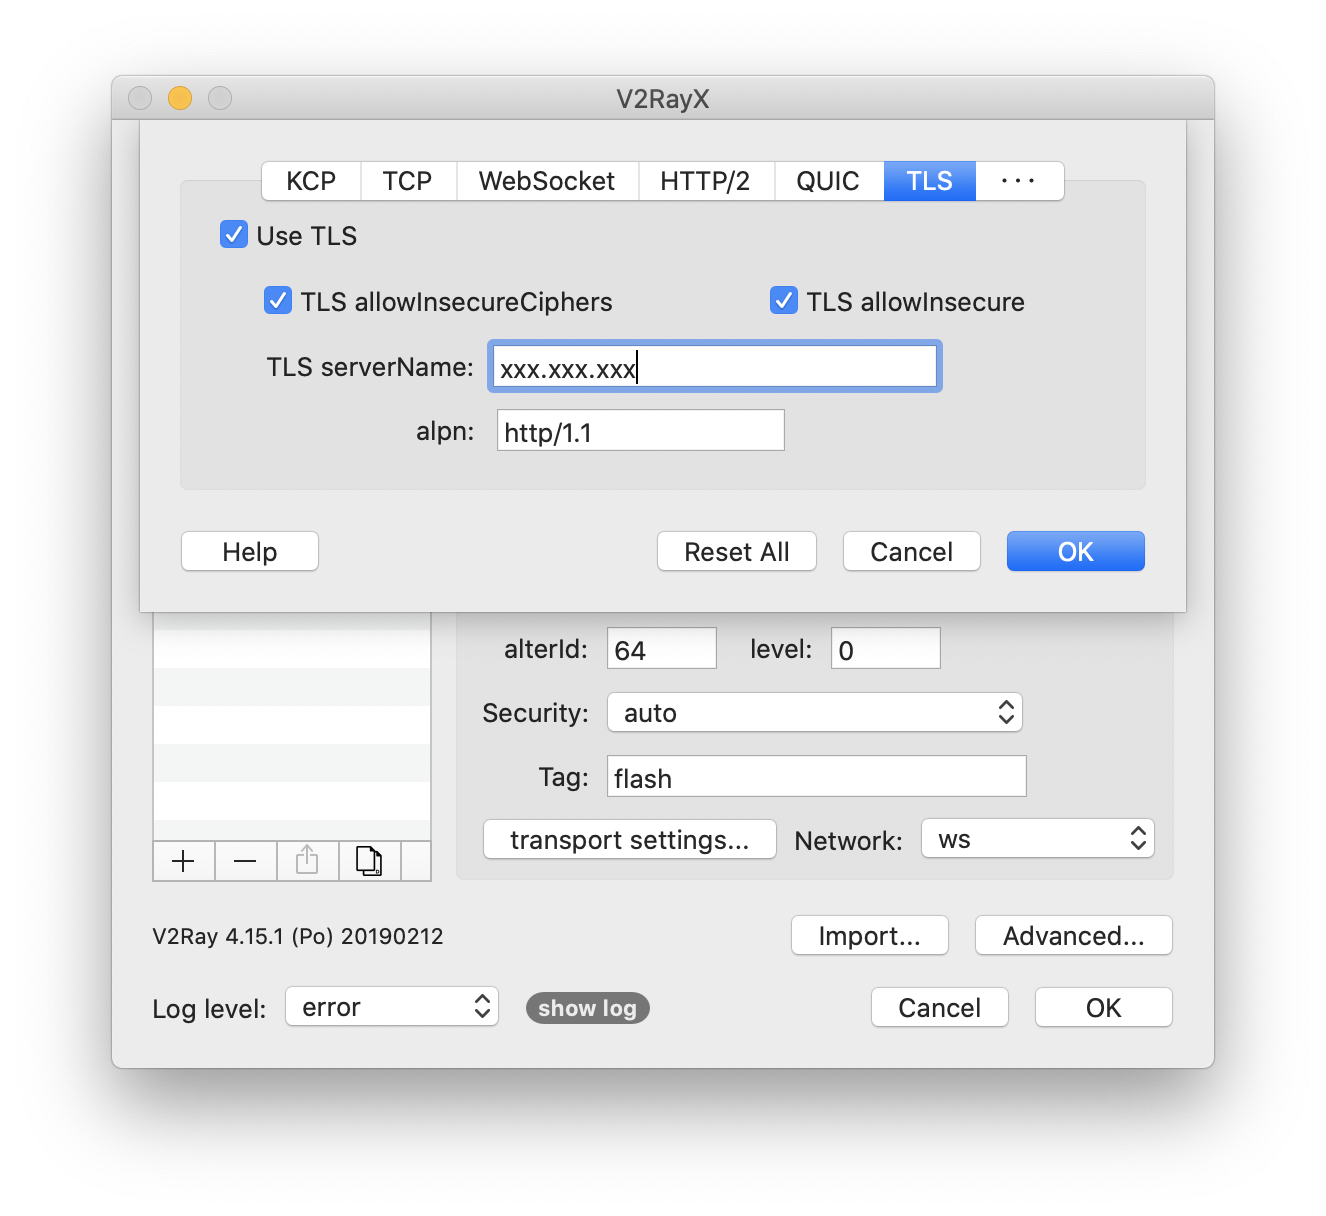 V2RayX
KCP TCP WebSocket HTTP/2 QUIC TLS ···
Use TLS
TLS allowInsecureCiphers TLS allowInsecure
TLS serverName: xxx.xxx.xxx
alpn: http/1.1
Help Reset All Cancel OK
alterId: 64 level: 0
Security: auto
Tag: flash
transport settings... Network: ws
V2Ray 4.15.1 (Po) 20190212 Import... Advanced...
Log level: error show log Cancel OK